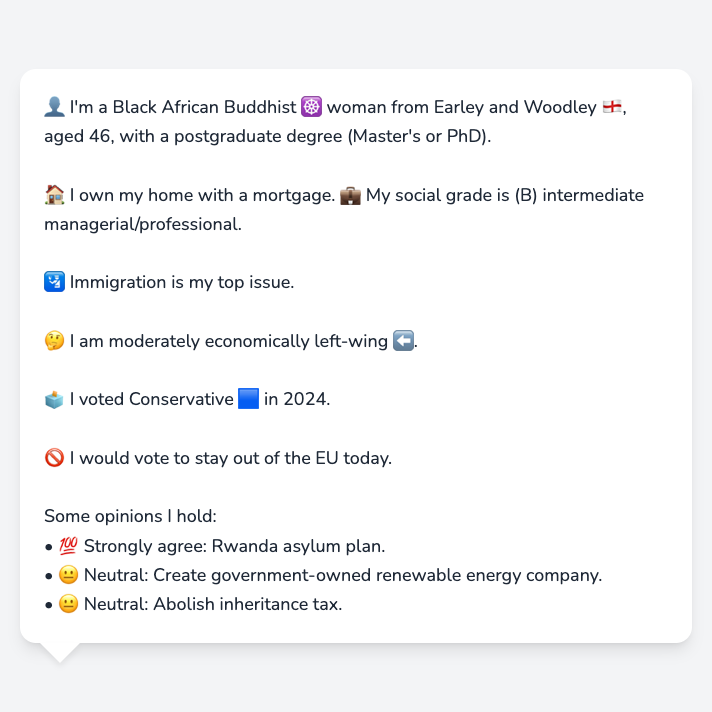 👤 I'm a Black African Buddhist ☸️ woman from Earley and Woodley 🏴󠁧󠁢󠁥󠁮󠁧󠁿,
aged 46, with a postgraduate degree (Master's or PhD).
🏠 I own my home with a mortgage. 💼 My social grade is (B) intermediate
managerial/professional.
🛂 Immigration is my top issue.
🤔 I am moderately economically left-wing ⬅️.
🗳️ I voted Conservative 🟦 in 2024.
🚫 I would vote to stay out of the EU today.
Some opinions I hold:
• 💯 Strongly agree: Rwanda asylum plan.
• 😐 Neutral: Create government-owned renewable energy company.
• 😐 Neutral: Abolish inheritance tax.